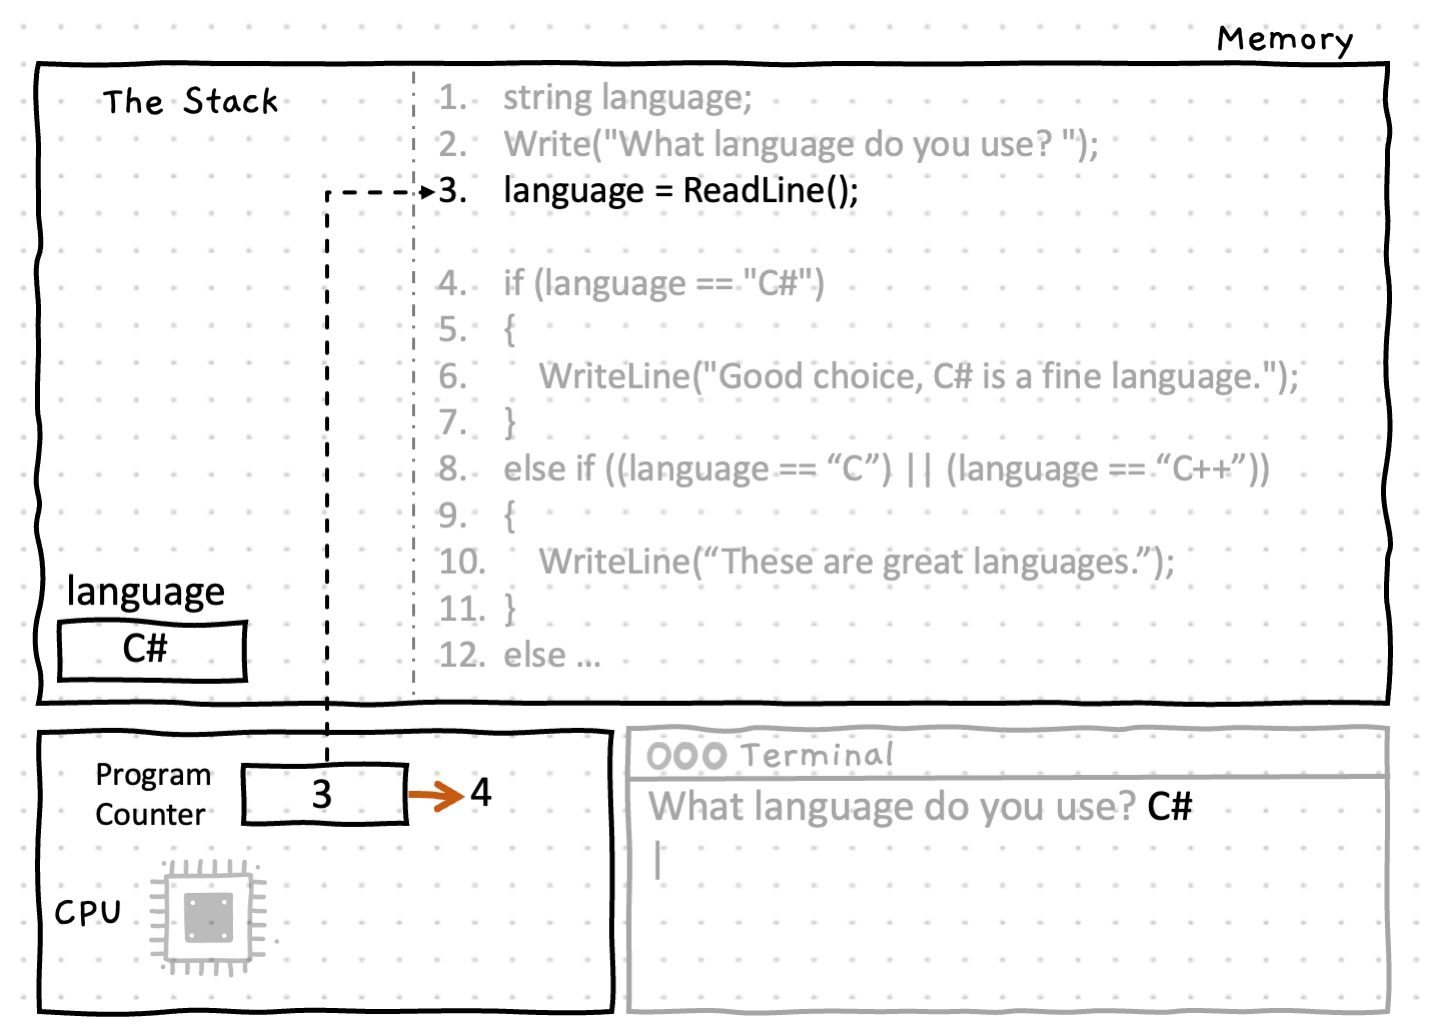 Memory
The Stack
1. string language;
2. Write("What language do you use? ");
3. language = ReadLine();
4. if (language == "C#")
5. {
6. WriteLine("Good choice, C# is a fine language.");
7. }
8. else if ((language == “C”) || (language == “C++”))
9. {
10. WriteLine(“These are great languages.”);
11. }
12. else ...
language
C#
Program
Counter
3
4
CPU
Terminal
What language do you use? C#
|